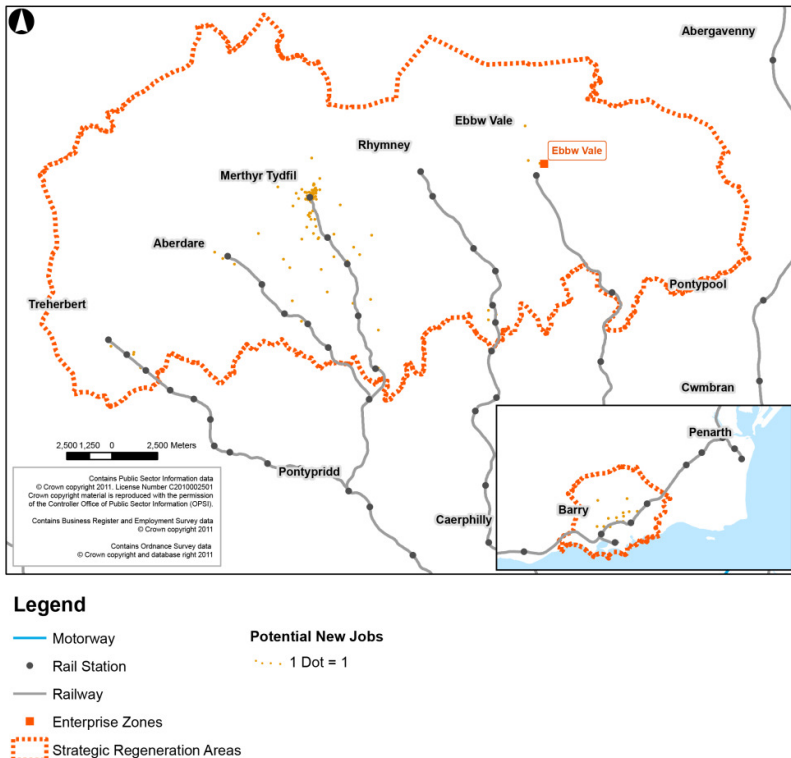 Abergavenny
Ebbw Vale
Ebbw Vale
Rhymney
Merthyr Tydfil
Aberdare
Pontypool
Treherbert
Cwmbran
Penarth
2,500 1,250 0 2,500 Meters
Pontypridd
Contains Public Sector Information data
© Crown copyright 2011. License Number C2010002501
Crown copyright material is reproduced with the permission
of the Controller Office of Public Sector Information (OPSI).
Contains Business Register and Employment Survey data
© Crown copyright 2011
Contains Ordnance Survey data
© Crown copyright and database right 2011
Caerphilly
Barry
Legend
Motorway
Rail Station
Railway
Enterprise Zones
Strategic Regeneration Areas
Potential New Jobs
1 Dot = 1